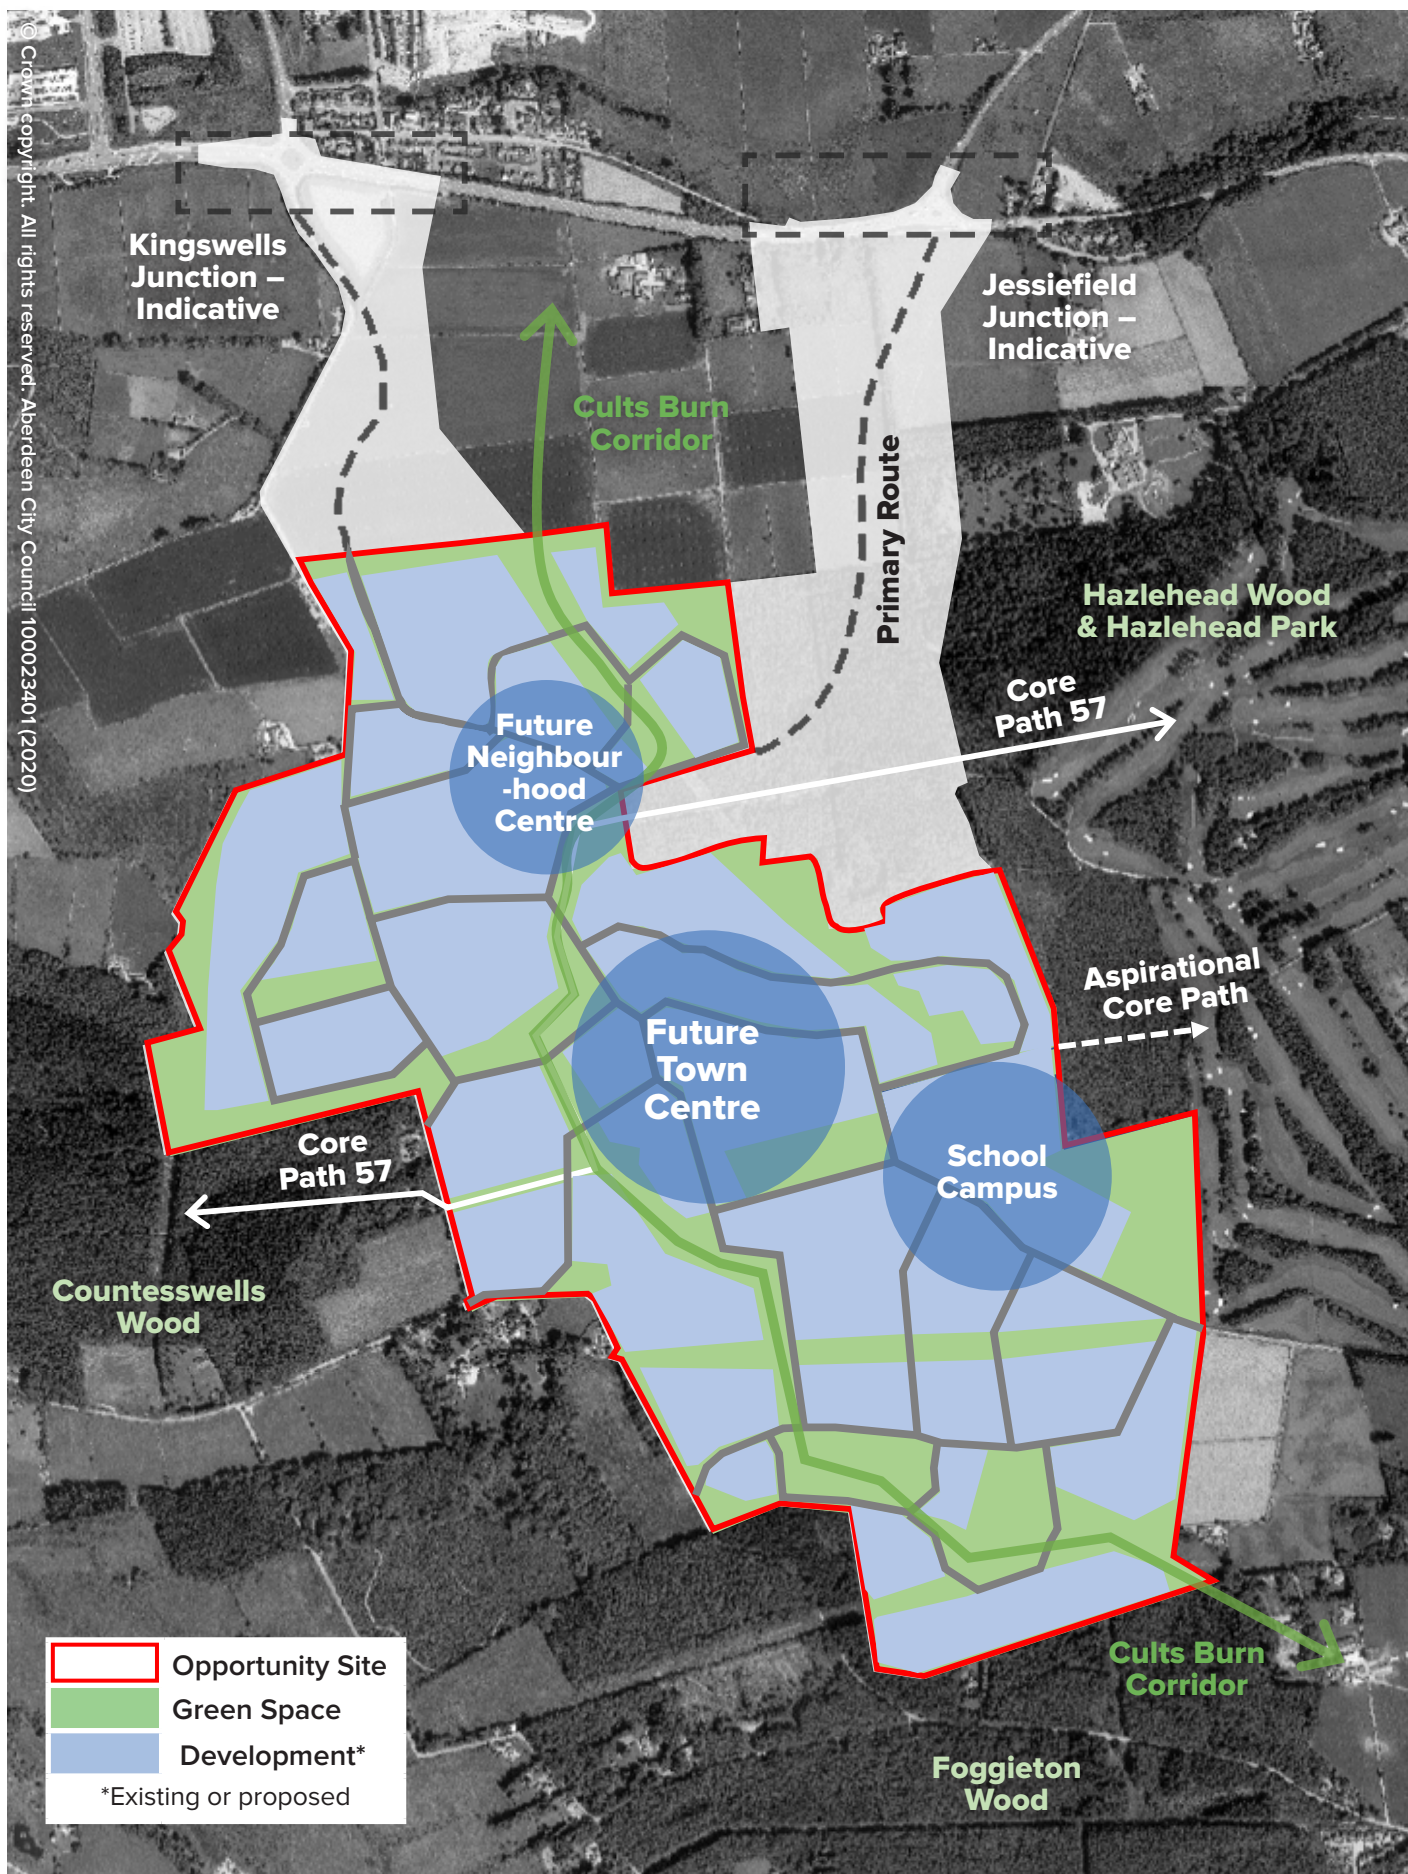 © Crown copyright. All rights reserved. Aberdeen City Council 100023401 (2020)
Kingswells
Junction –
Indicative
Jessiefield
Junction –
Indicative
Cults Burn
Corridor
Primary Route
Hazlehead Wood
& Hazlehead Park
Core
Path 57
Future
Neighbour
-hood
Centre
Aspirational
Core Path
Future
Town
Centre
School
Campus
Core
Path 57
Countesswells
Wood
Cults Burn
Corridor
Foggieton
Wood
Opportunity Site
Green Space
Development*
*Existing or proposed